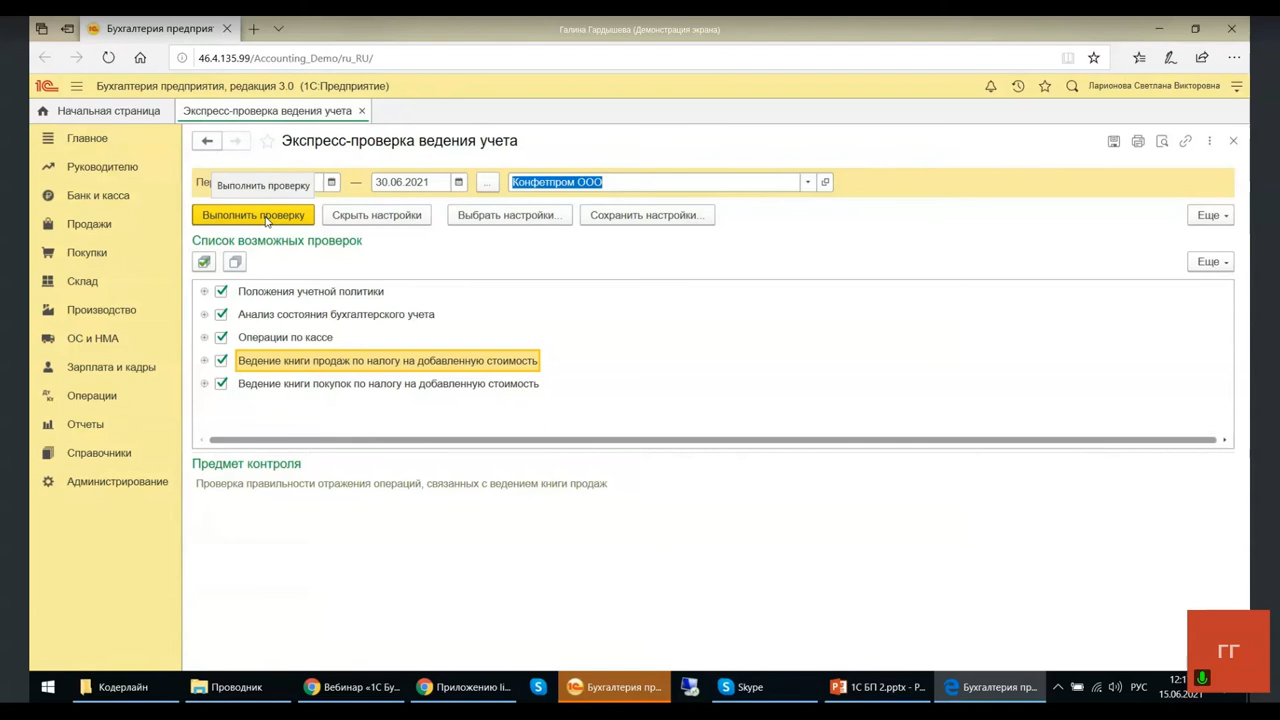 Бухгалтерия предприя
Галина Гардышева (Демонстрация экрана)
46.4.135.99/Accounting_Demo/ru_RU/
Бухгалтерия предприятия, редакция 3.0 (1С:Предприятие)
Ларионова Светлана Викторовна
Начальная страница
Экспресс-проверка ведения учета
Главное
Руководителю
Банк и касса
Продажи
Покупки
Склад
Производство
ОС и НМА
Зарплата и кадры
Операции
Отчеты
Справочники
Администрирование
Экспресс-проверка ведения учета
Выполнить проверку
— 30.06.2021 ... Конфетпром ООО
Выполнить проверку Скрыть настройки Выбрать настройки... Сохранить настройки... Еще
Список возможных проверок
Еще
Положения учетной политики
Анализ состояния бухгалтерского учета
Операции по кассе
Ведение книги продаж по налогу на добавленную стоимость
Ведение книги покупок по налогу на добавленную стоимость
Предмет контроля
Проверка правильности отражения операций, связанных с ведением книги продаж
ГГ
Кодерлайн
Проводник
Вебинар «1С Бу...
Приложению li...
Бухгалтерия пр...
Skype
1С БП 2.pptx - P...
Бухгалтерия пр...
РУС
15.06.2021